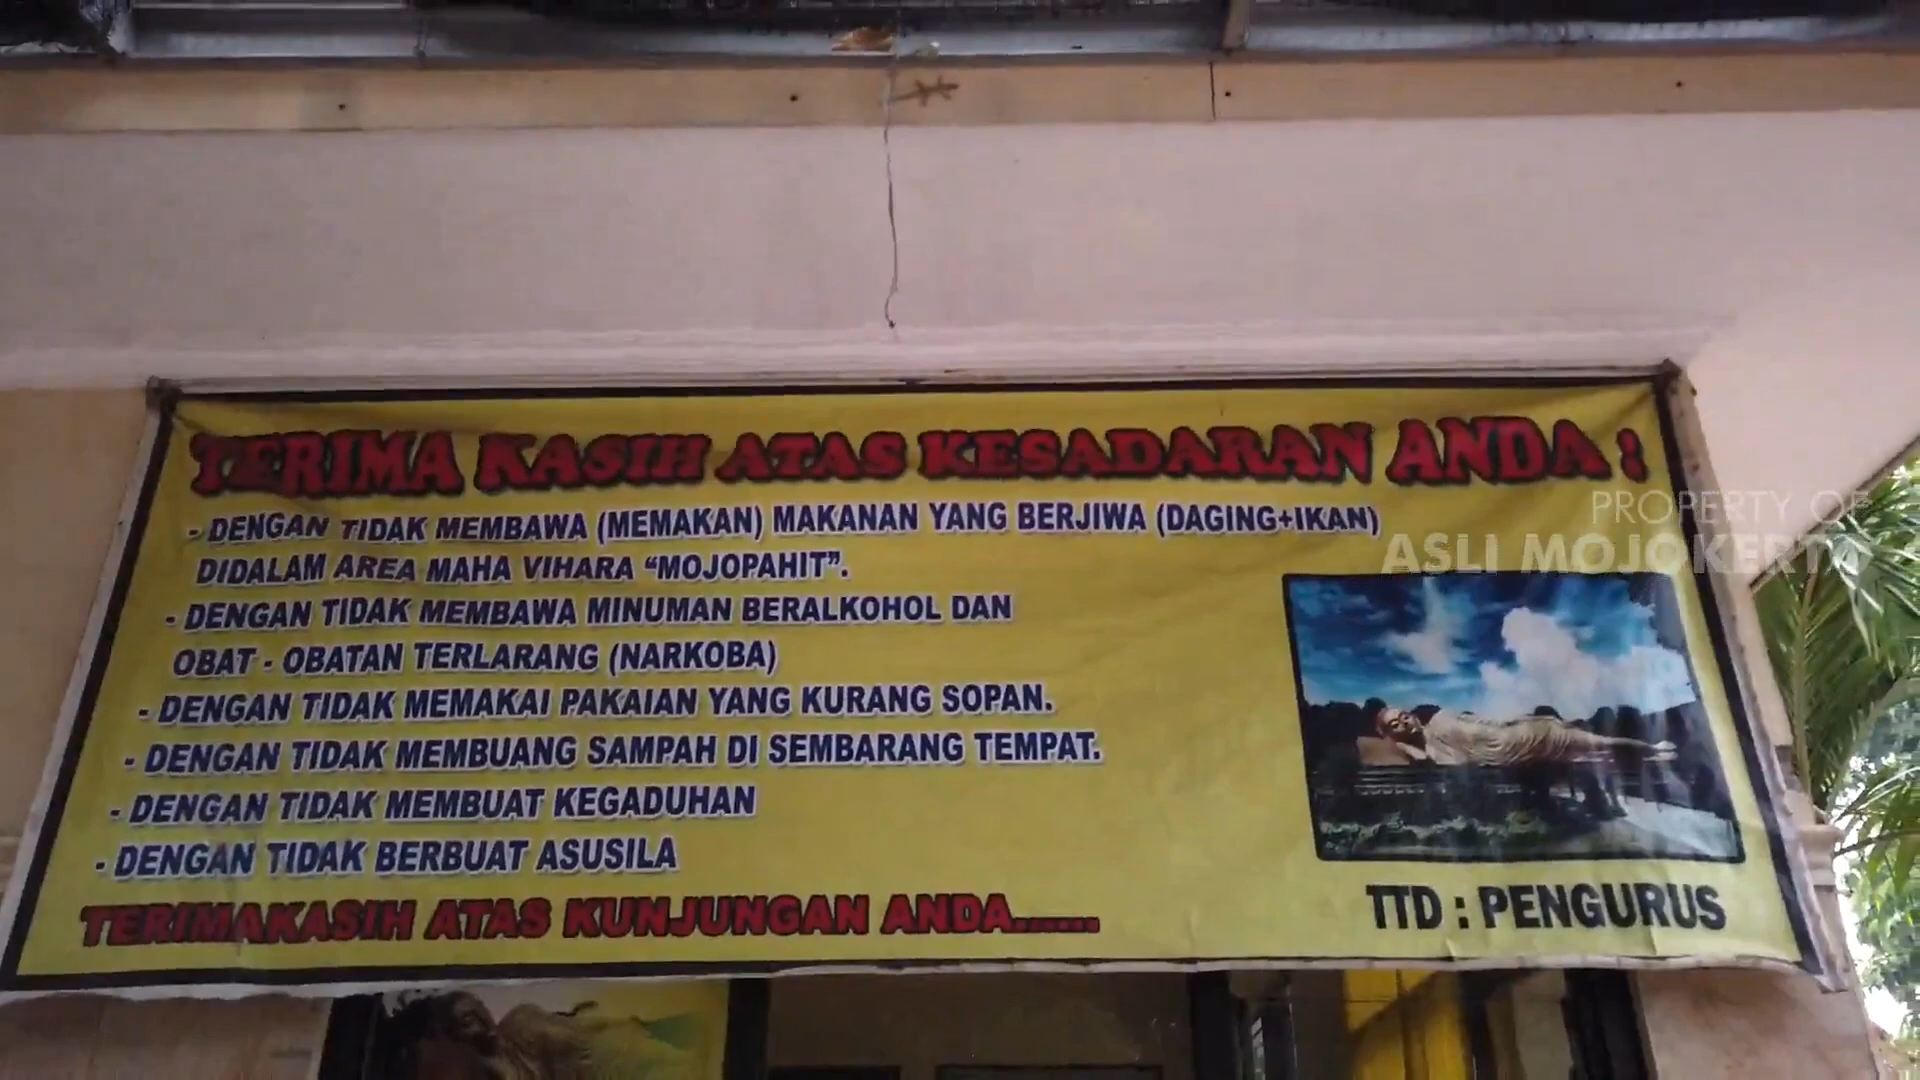 TERIMA KASIH ATAS KESADARAN ANDA :
- DENGAN TIDAK MEMBAWA (MEMAKAN) MAKANAN YANG BERJIWA (DAGING+IKAN)
DIDALAM AREA MAHA VIHARA “MOJOPAHIT”.
- DENGAN TIDAK MEMBAWA MINUMAN BERALKOHOL DAN
OBAT - OBATAN TERLARANG (NARKOBA)
- DENGAN TIDAK MEMAKAI PAKAIAN YANG KURANG SOPAN.
- DENGAN TIDAK MEMBUANG SAMPAH DI SEMBARANG TEMPAT.
- DENGAN TIDAK MEMBUAT KEGADUHAN
- DENGAN TIDAK BERBUAT ASUSILA
TERIMAKASIH ATAS KUNJUNGAN ANDA......
TTD : PENGURUS
PROPERTY OF
ASLI MOJOKERTO